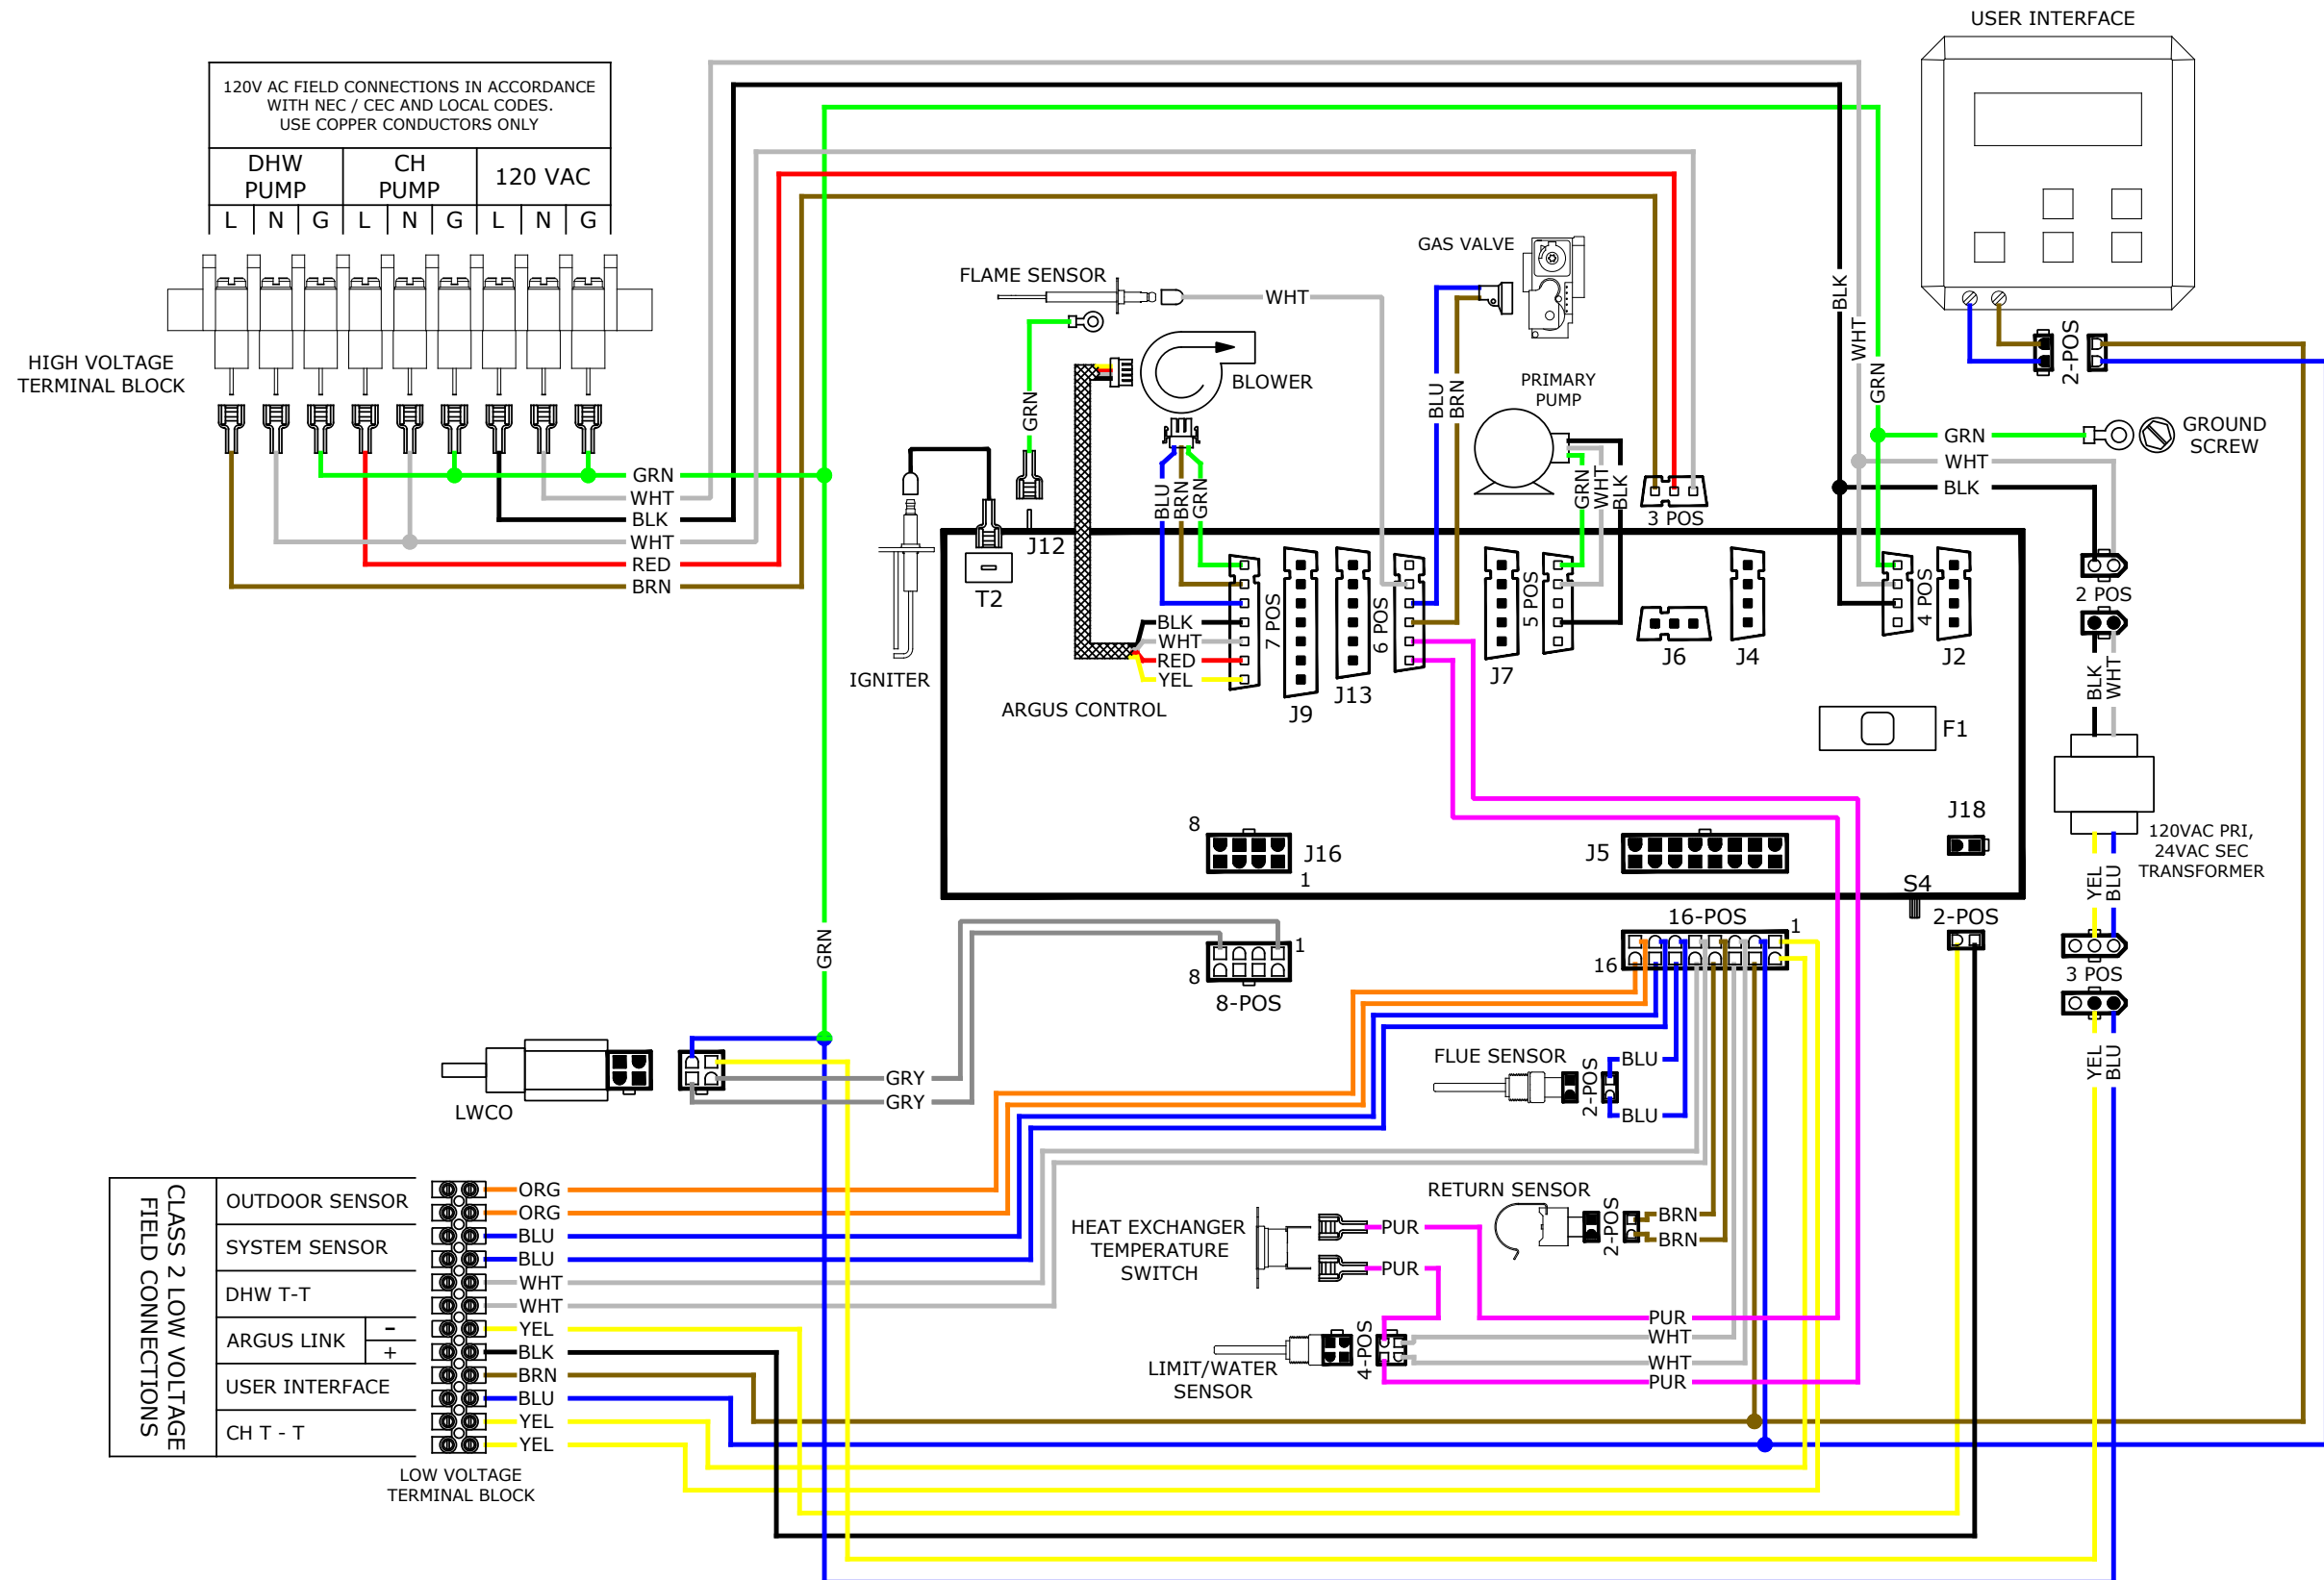 USER INTERFACE
120V AC FIELD CONNECTIONS IN ACCORDANCE
WITH NEC / CEC AND LOCAL CODES.
USE COPPER CONDUCTORS ONLY
DHW
PUMP
CH
PUMP
120 VAC
L N G L N G L N G
HIGH VOLTAGE
TERMINAL BLOCK
GRN
WHT
BLK
WHT
RED
BRN
FLAME SENSOR
WHT
GRN
BLOWER
BLU
BRN
GRN
GAS VALVE
BLU
BRN
PRIMARY
PUMP
GRN
WHT
BLK
3 POS
BLK
WHT
GRN
2-POS
GRN
WHT
BLK
GROUND
SCREW
2 POS
BLK
WHT
IGNITER
T2
J12
BLK
WHT
RED
YEL
ARGUS CONTROL
7 POS
J9
J13
6 POS
J7
5 POS
J6
J4
4 POS
J2
F1
J18
8
J16
1
J5
S4
120VAC PRI,
24VAC SEC
TRANSFORMER
YEL
BLU
3 POS
YEL
BLU
GRN
1
8
8-POS
16-POS
1
16
2-POS
LWCO
GRY
GRY
FLUE SENSOR
2-POS
BLU
BLU
RETURN SENSOR
2-POS
BRN
BRN
HEAT EXCHANGER
TEMPERATURE
SWITCH
PUR
PUR
LIMIT/WATER
SENSOR
4-POS
PUR
WHT
WHT
PUR
CLASS 2 LOW VOLTAGE
FIELD CONNECTIONS
OUTDOOR SENSOR
SYSTEM SENSOR
DHW T-T
ARGUS LINK
-
+
USER INTERFACE
CH T - T
ORG
ORG
BLU
BLU
WHT
WHT
YEL
BLK
BRN
BLU
YEL
YEL
LOW VOLTAGE
TERMINAL BLOCK